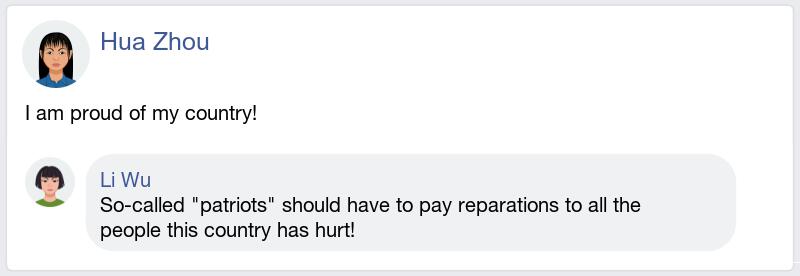 Hua Zhou
I am proud of my country!
Li Wu
So-called "patriots" should have to pay reparations to all the
people this country has hurt!